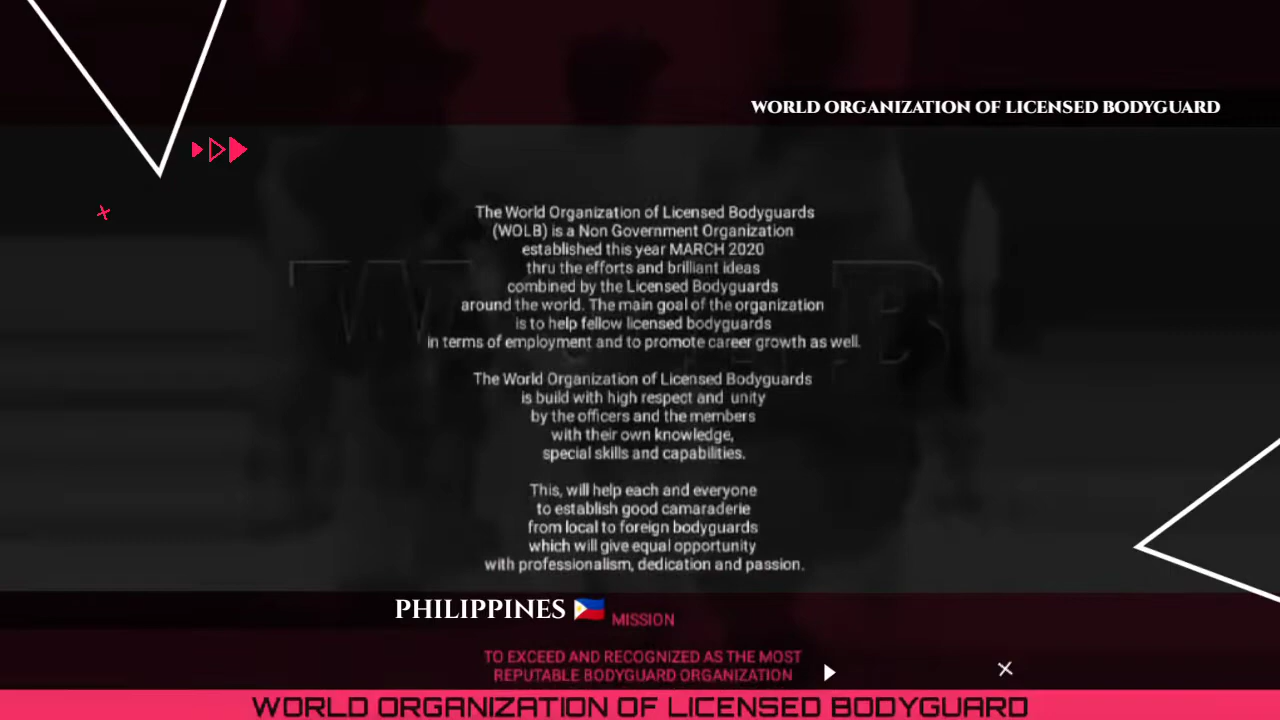 WORLD ORGANIZATION OF LICENSED BODYGUARD
The World Organization of Licensed Bodyguards
(WOLB) is a Non Government Organization
established this year MARCH 2020
thru the efforts and brilliant ideas
combined by the Licensed Bodyguards
around the world. The main goal of the organization
is to help fellow licensed bodyguards
in terms of employment and to promote career growth as well.
The World Organization of Licensed Bodyguards
is build with high respect and unity
by the officers and the members
with their own knowledge,
special skills and capabilities.
This, will help each and everyone
to establish good camaraderie
from local to foreign bodyguards
which will give equal opportunity
with professionalism, dedication and passion.
PHILIPPINES 🇵🇭
MISSION
TO EXCEED AND RECOGNIZED AS THE MOST
REPUTABLE BODYGUARD ORGANIZATION
WORLD ORGANIZATION OF LICENSED BODYGUARD